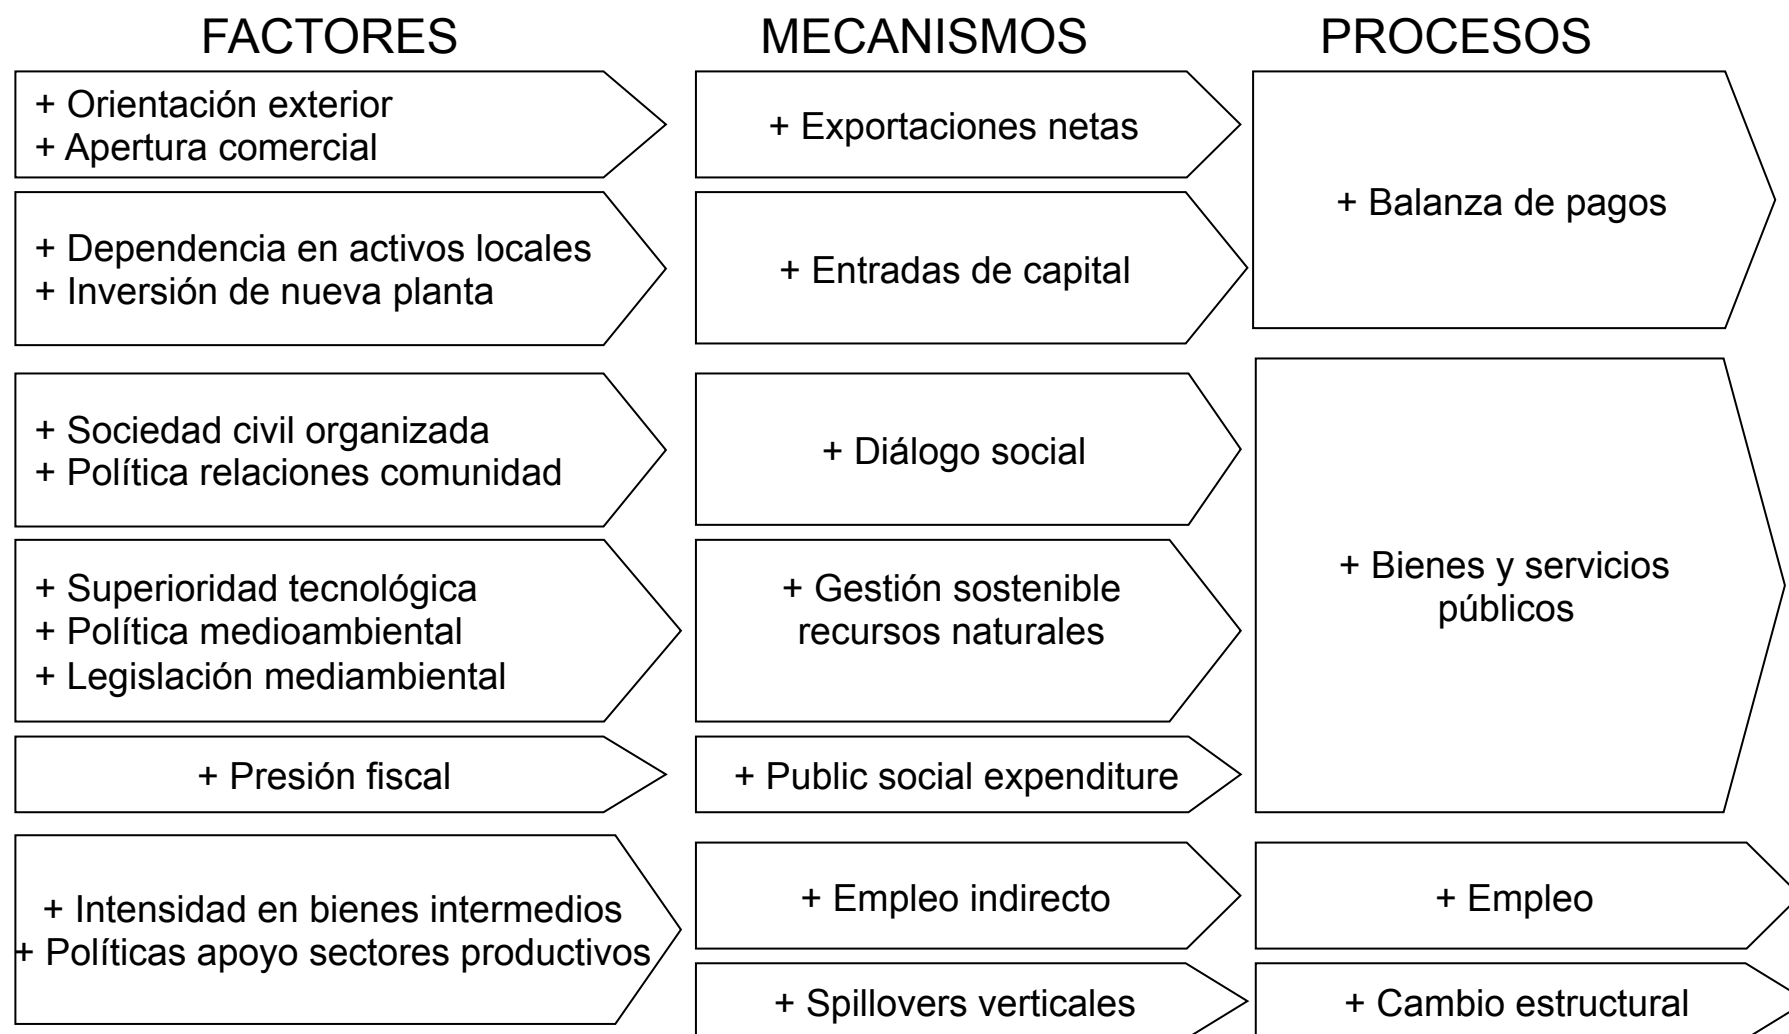 FACTORES
MECANISMOS
PROCESOS
+ Orientación exterior
+ Apertura comercial
+ Exportaciones netas
+ Balanza de pagos
+ Dependencia en activos locales
+ Inversión de nueva planta
+ Entradas de capital
+ Sociedad civil organizada
+ Política relaciones comunidad
+ Diálogo social
+ Bienes y servicios
públicos
+ Superioridad tecnológica
+ Política medioambiental
+ Legislación mediambiental
+ Gestión sostenible
recursos naturales
+ Presión fiscal
+ Public social expenditure
+ Intensidad en bienes intermedios
+ Políticas apoyo sectores productivos
+ Empleo indirecto
+ Empleo
+ Spillovers verticales
+ Cambio estructural